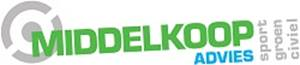 MIDDELKOOP
ADVIES
sport
groen
civiel